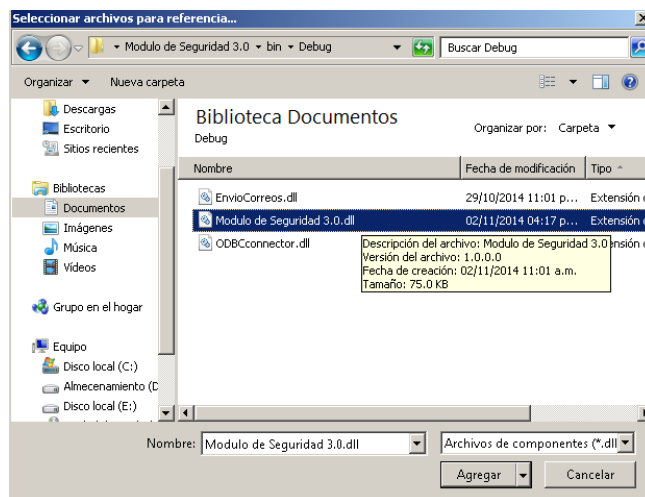 Seleccionar archivos para referencia...
Modulo de Seguridad 3.0 bin Debug Buscar Debug
Organizar Nueva carpeta
Descargas
Escritorio
Sitios recientes
Bibliotecas
Documentos
Imágenes
Música
Vídeos
Grupo en el hogar
Equipo
Disco local (C:)
Almecenamiento (D
Disco local (E:)
Biblioteca Documentos
Debug
Organizar por: Carpeta
Nombre Fecha de modificación Tipo
EnvioCorreos.dll 29/10/2014 11:01 p... Extensión
Modulo de Seguridad 3.0.dll 02/11/2014 04:17 p... Extensión
ODBCconnector.dll nsión
Descripción del archivo: Modulo de Seguridad 3.0
Versión del archivo: 1.0.0.0
Fecha de creación: 02/11/2014 11:01 a.m.
Tamaño: 75.0 KB
Nombre: Modulo de Seguridad 3.0.dll Archivos de componentes (*.dll
Agregar Cancelar